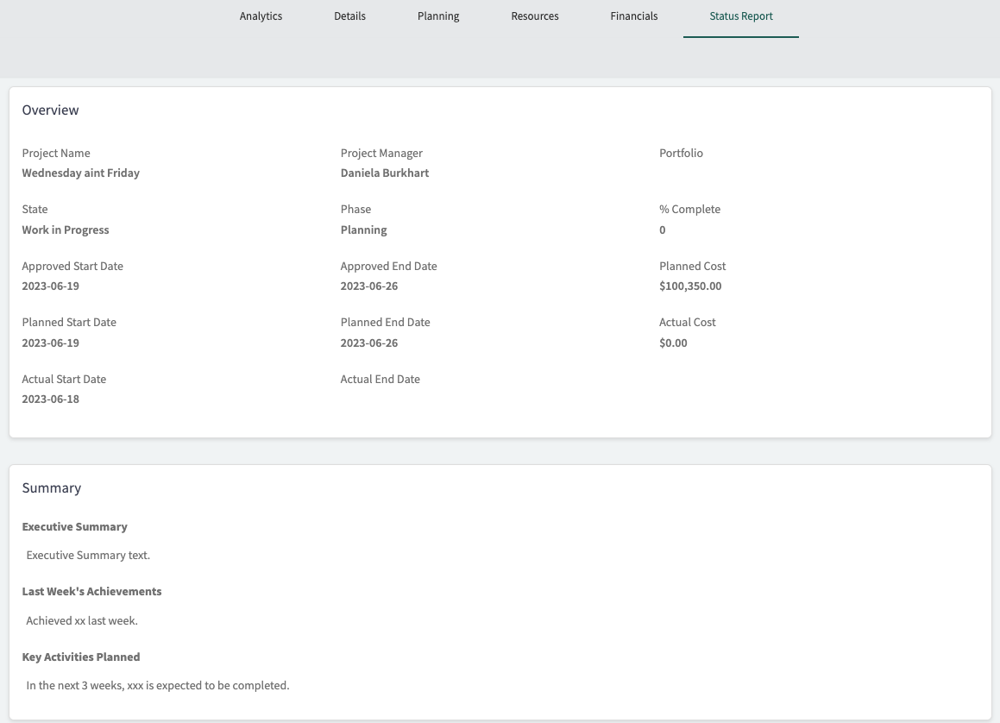 Analytics Details Planning Resources Financials Status Report
Overview
Project Name Project Manager Portfolio
Wednesday aint Friday Daniela Burkhart
State Phase % Complete
Work in Progress Planning 0
Approved Start Date Approved End Date Planned Cost
2023-06-19 2023-06-26 $100,350.00
Planned Start Date Planned End Date Actual Cost
2023-06-19 2023-06-26 $0.00
Actual Start Date Actual End Date
2023-06-18
Summary
Executive Summary
Executive Summary text.
Last Week's Achievements
Achieved xx last week.
Key Activities Planned
In the next 3 weeks, xxx is expected to be completed.